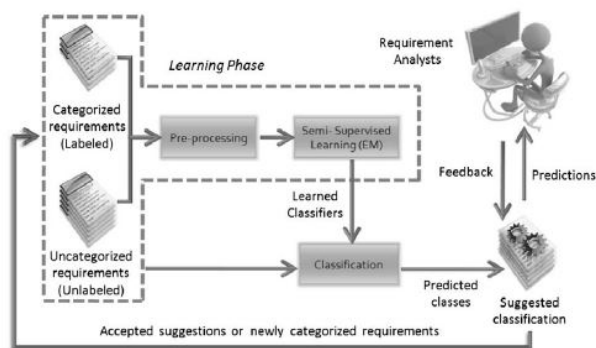 Learning Phase
Requirement
Analysts
Categorized
requirements
(Labeled)
Pre-processing
Semi- Supervised
Learning (EM)
Learned
Classifiers
Feedback
Predictions
Uncategorized
requirements
(Unlabeled)
Classification
Predicted
classes
Suggested
classification
Accepted suggestions or newly categorized requirements